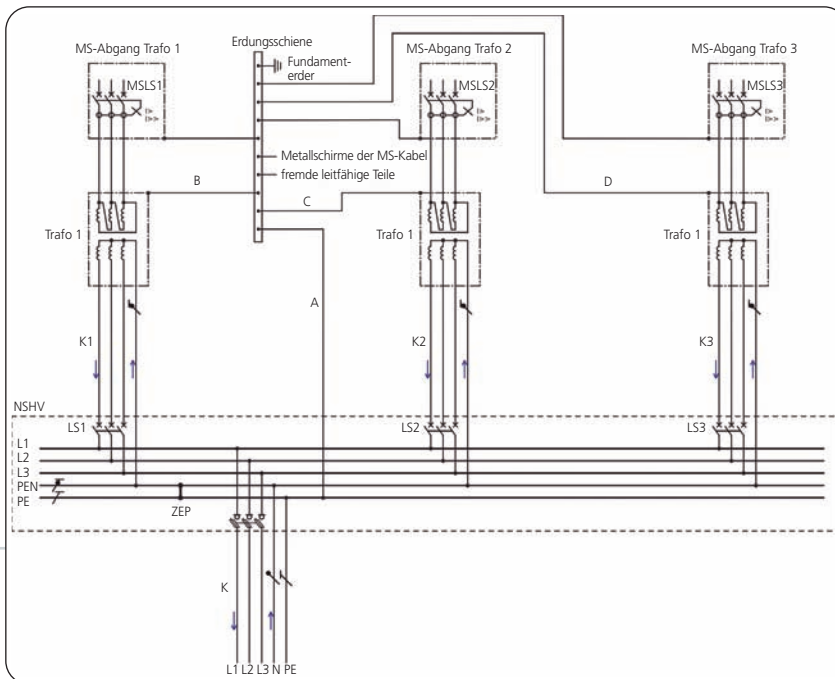 MS-Abgang Trafo 1
Erdungsschiene
MS-Abgang Trafo 2
MS-Abgang Trafo 3
Fundament-
erder
MSLS1
I>
I>>
MSLS2
I>
I>>
MSLS3
I>
I>>
Metallschirme der MS-Kabel
fremde leitfähige Teile
B
C
D
Trafo 1
Trafo 1
Trafo 1
A
K1
K2
K3
NSHV
LS1
LS2
LS3
L1
L2
L3
PEN
PE
ZEP
K
L1 L2 L3 N PE